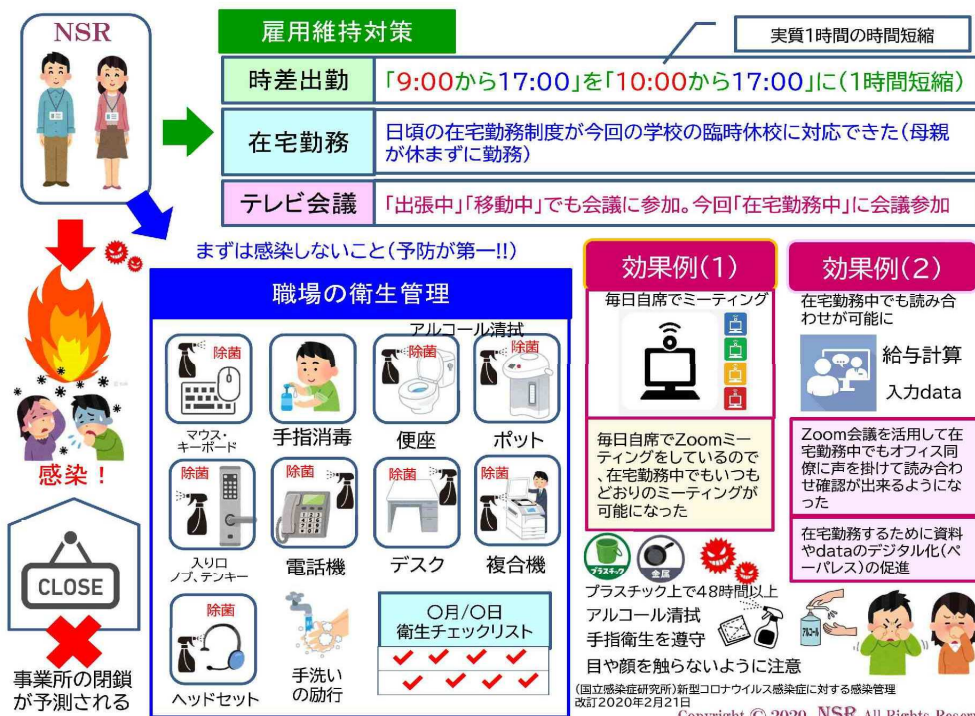 NSR
雇用維持対策
実質1時間の時間短縮
時差出勤
「9:00から17:00」を「10:00から17:00」に(1時間短縮)
在宅勤務
日頃の在宅勤務制度が今回の学校の臨時休校に対応できた(母親
が休まずに勤務)
テレビ会議
「出張中」「移動中」でも会議に参加。今回「在宅勤務中」に会議参加
感染！
CLOSE
事業所の閉鎖
が予測される
まずは感染しないこと(予防が第一!!)
職場の衛生管理
アルコール清拭
除菌
マウス・
キーボード
手指消毒
除菌
便座
除菌
ポット
除菌
入り口
ノブ、テンキー
除菌
電話機
除菌
デスク
除菌
複合機
除菌
ヘッドセット
手洗い
の励行
〇月/〇日
衛生チェックリスト
効果例(1)
毎日自席でミーティング
毎日自席でZoomミー
ティングをしているので
、在宅勤務中でもいつも
どおりのミーティングが
可能になった
効果例(2)
在宅勤務中でも読み合
わせが可能に
給与計算
入力data
Zoom会議を活用して在
宅勤務中でもオフィス同
僚に声を掛けて読み合わ
せ確認が出来るようにな
った
在宅勤務するために資料
やdataのデジタル化(ペ
ーパレス)の促進
プラスチック
金属
プラスチック上で48時間以上
アルコール清拭
手指衛生を遵守
アルコール
目や顔を触らないように注意
(国立感染症研究所)新型コロナウイルス感染症に対する感染管理
改訂2020年2月21日
Copyright © 2020 NSR All Rights Reser